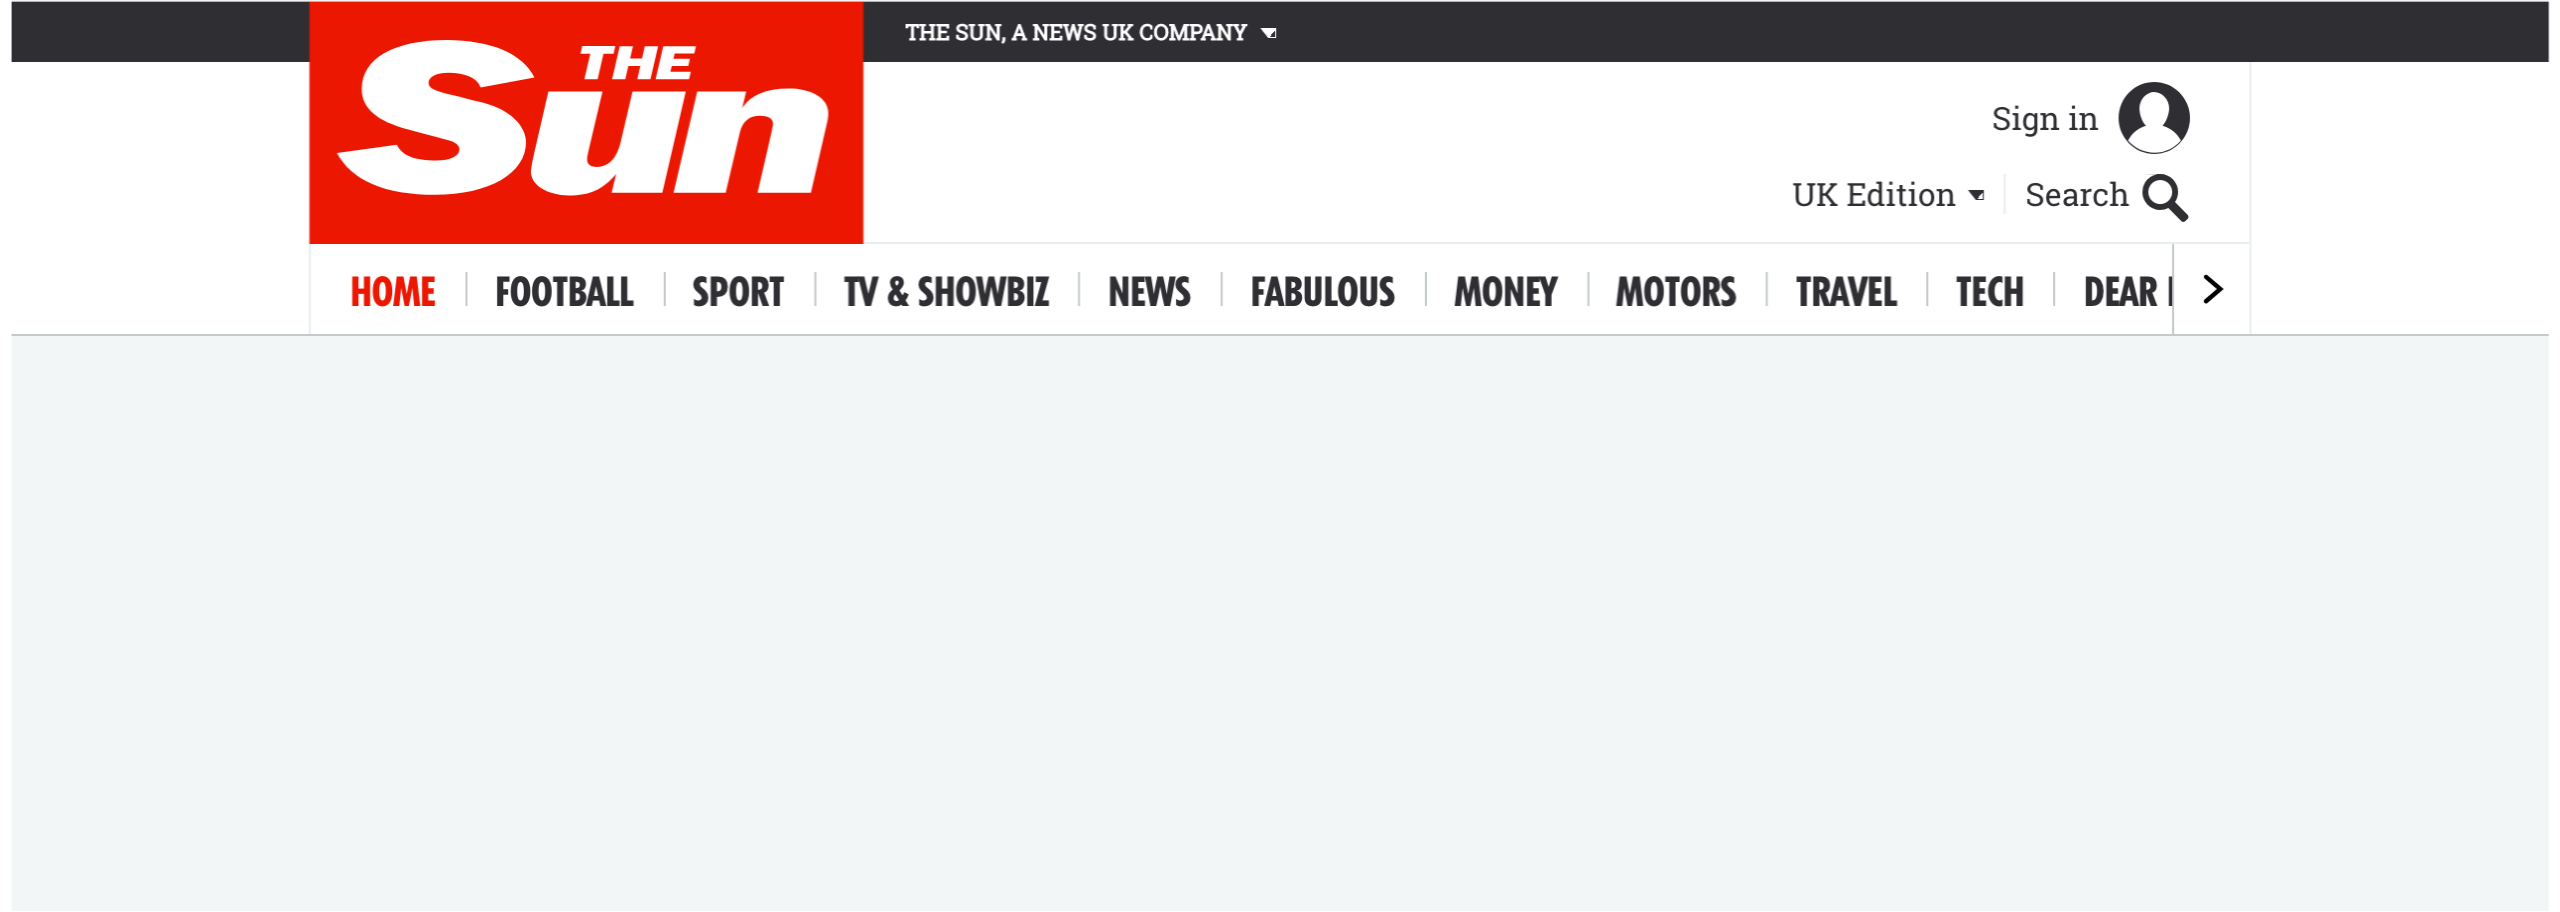 THE SUN, A NEWS UK COMPANY
THE
Sun
Sign in
UK Edition
Search
HOME
FOOTBALL
SPORT
TV & SHOWBIZ
NEWS
FABULOUS
MONEY
MOTORS
TRAVEL
TECH
DEAR